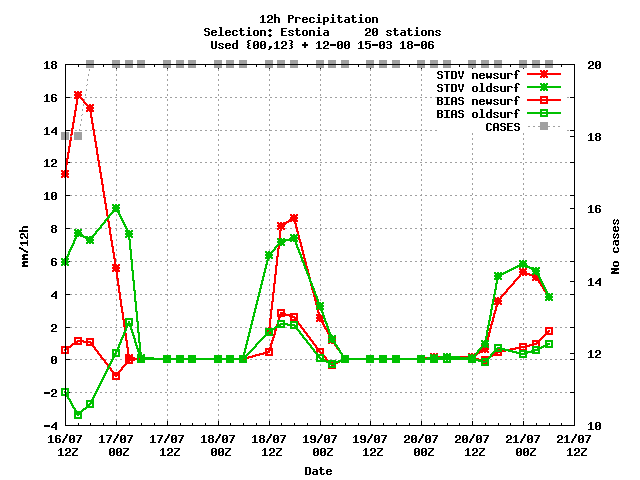 12h Precipitation
Selection: Estonia 20 stations
Used {00,12} + 12-00 15-03 18-06
STDV newsurf
STDV oldsurf
BIAS newsurf
BIAS oldsurf
CASES
18
16
14
12
10
8
6
4
2
0
-2
-4
mm/12h
20
18
16
14
12
10
No cases
16/07 17/07 17/07 18/07 18/07 19/07 19/07 20/07 20/07 21/07 21/07
12Z 00Z 12Z 00Z 12Z 00Z 12Z 00Z 12Z 00Z 12Z
Date